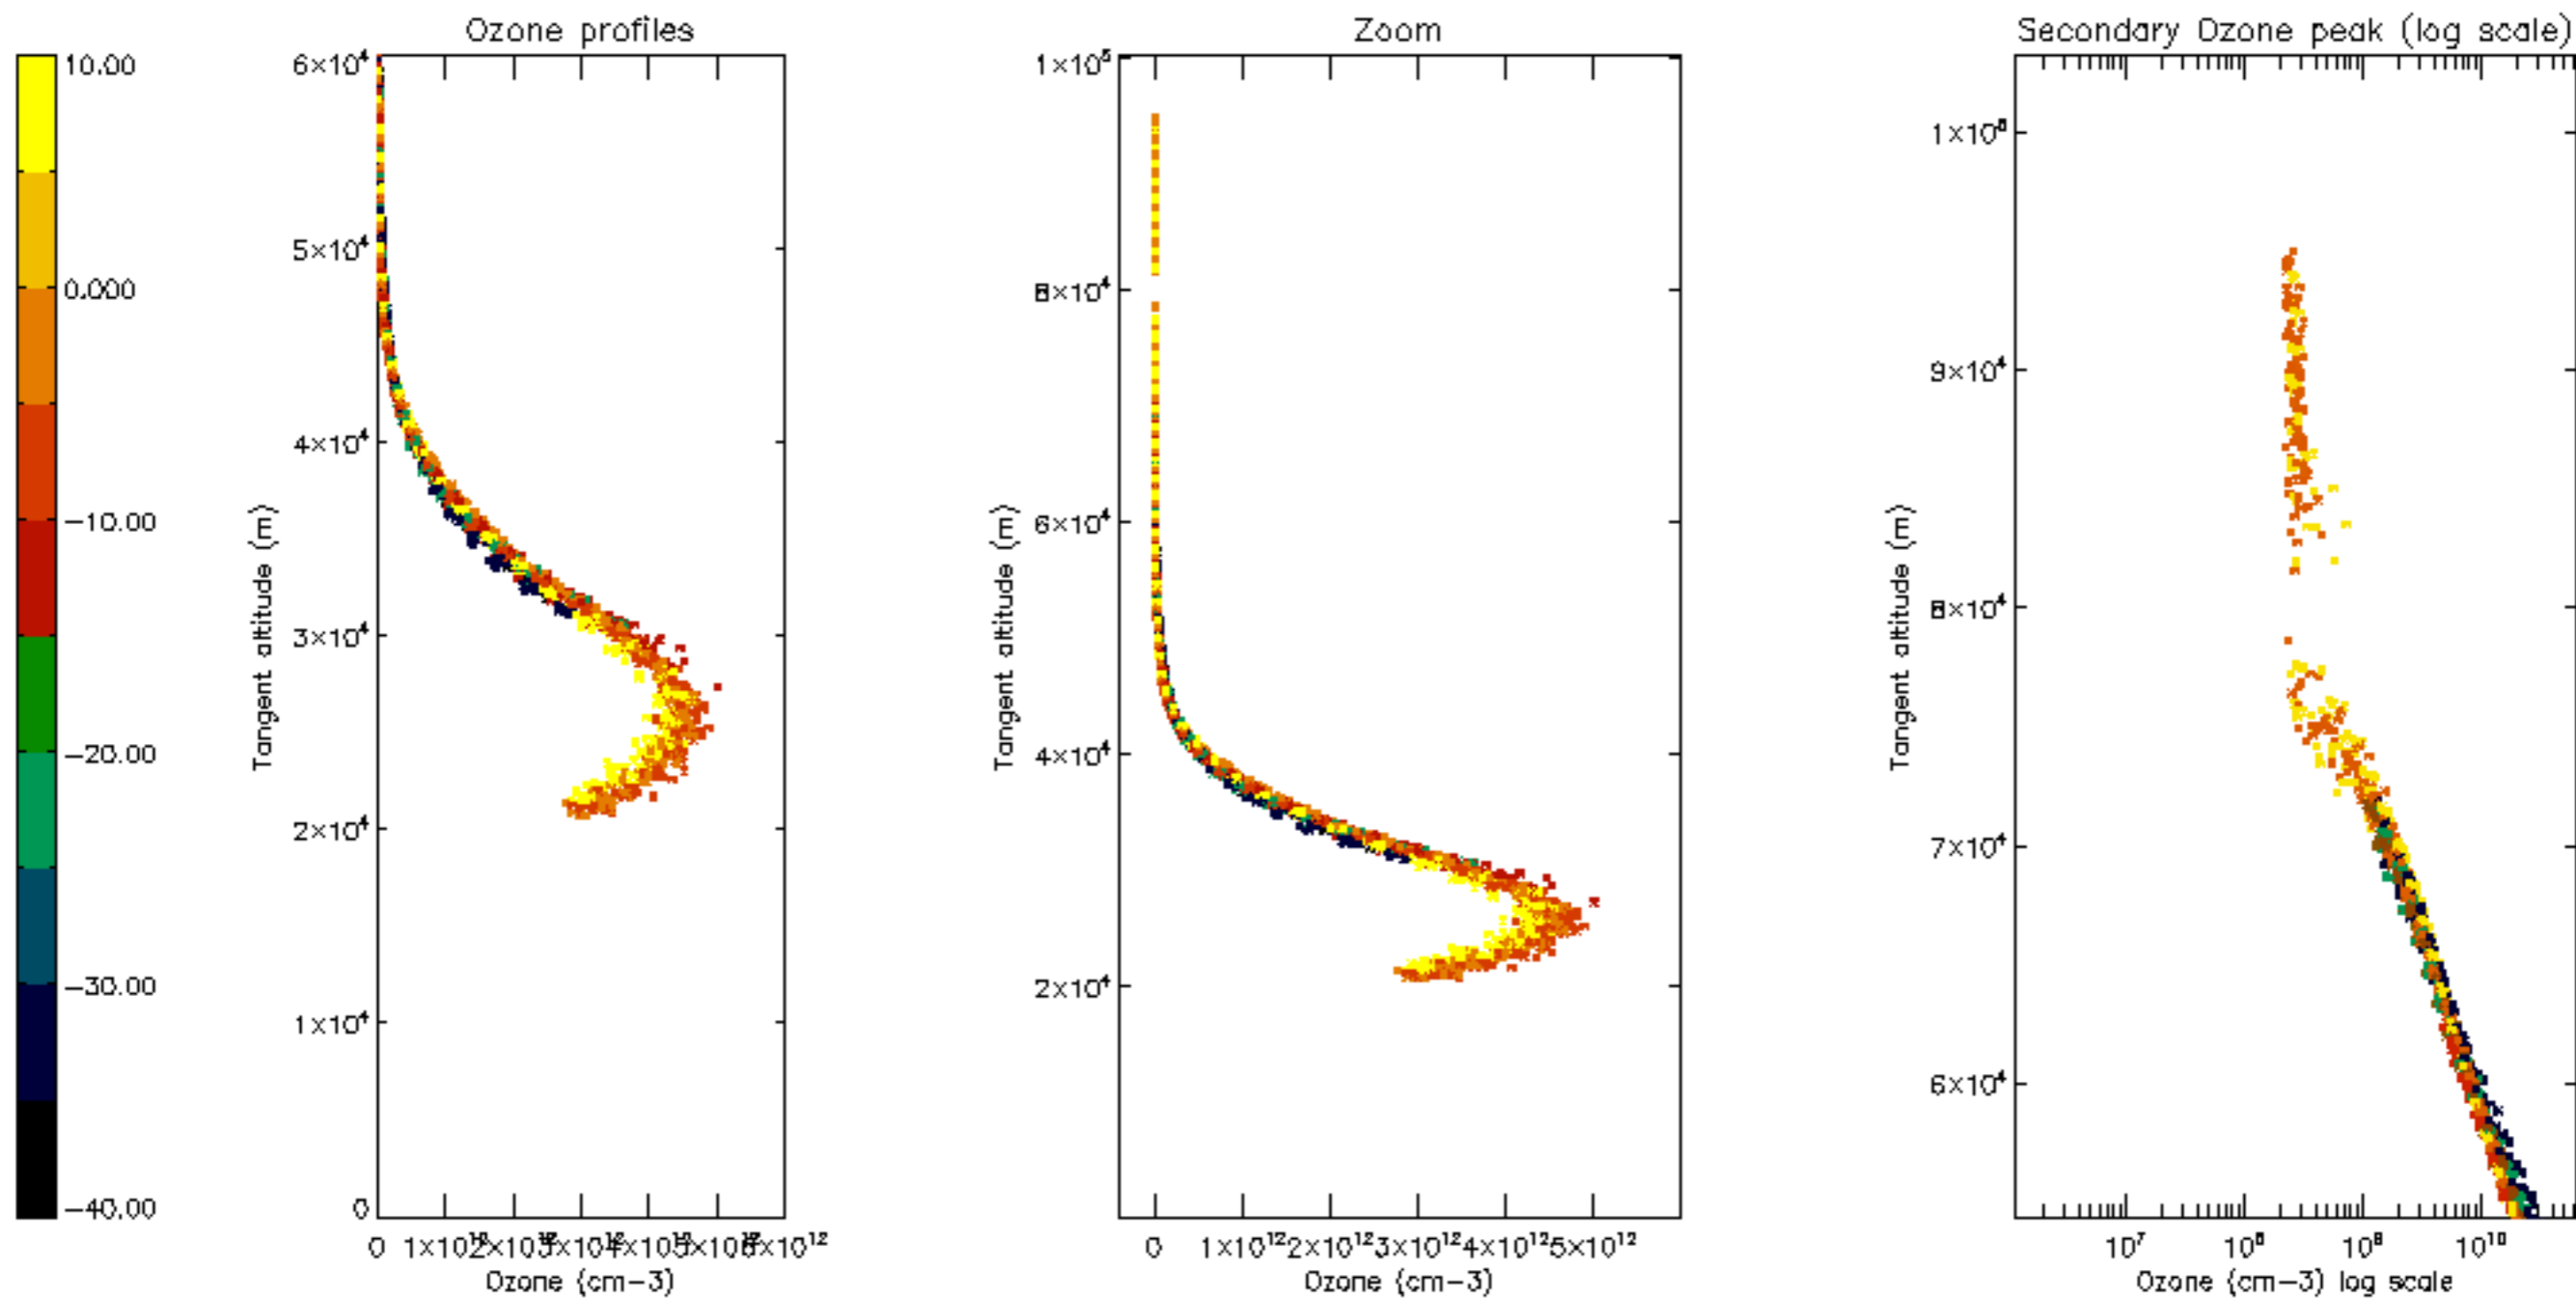 Ozone profiles
Zoom
Secondary Ozone peak (log scale)
10.00
0.000
−10.00
−20.00
−30.00
−40.00
6×10⁴
5×10⁴
4×10⁴
3×10⁴
2×10⁴
1×10⁴
0
Tangent altitude (m)
0
Ozone (cm−3)
1×10⁵
8×10⁴
6×10⁴
4×10⁴
2×10⁴
Tangent altitude (m)
0 1×10¹² 2×10¹² 3×10¹² 4×10¹² 5×10¹²
Ozone (cm−3)
9×10⁴
8×10⁴
7×10⁴
6×10⁴
Tangent altitude (m)
10⁷ 10⁸ 10⁹ 10¹⁰
Ozone (cm−3) log scale